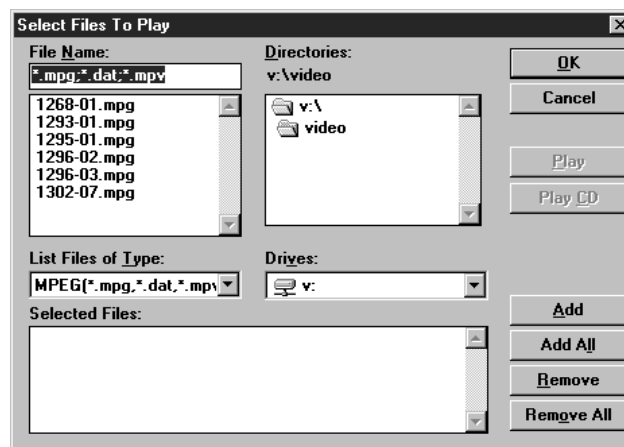 Select Files To Play
File Name:
*.mpg;*.dat;*.mpv
1268-01.mpg
1293-01.mpg
1295-01.mpg
1296-02.mpg
1296-03.mpg
1302-07.mpg
Directories:
v:\video
v:\
video
OK
Cancel
Play
Play CD
List Files of Type:
MPEG(*.mpg,*.dat,*.mpv
Drives:
v:
Selected Files:
Add
Add All
Remove
Remove All